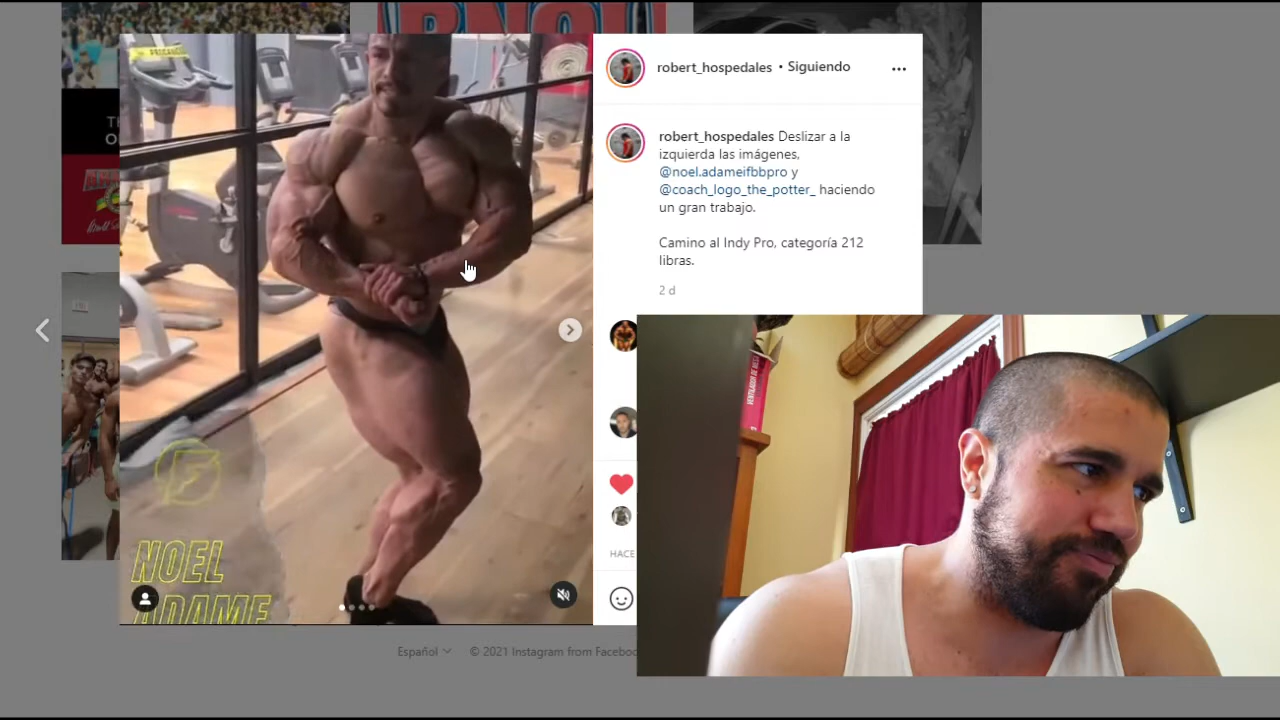 robert_hospedales • Siguiendo
robert_hospedales Deslizar a la
izquierda las imágenes,
@noel.adameifbbpro y
@coach_logo_the_potter_ haciendo
un gran trabajo.
Camino al Indy Pro, categoría 212
libras.
2 d
HACE
NOEL
ADAME
Español
© 2021 Instagram from